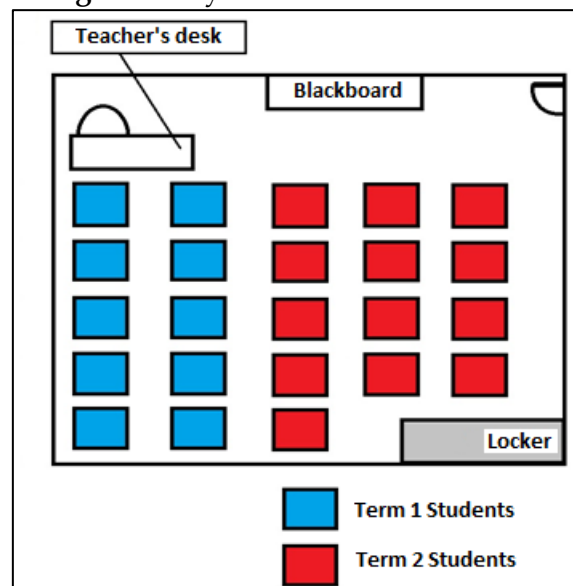 Teacher's desk
Blackboard
Locker
Term 1 Students
Term 2 Students